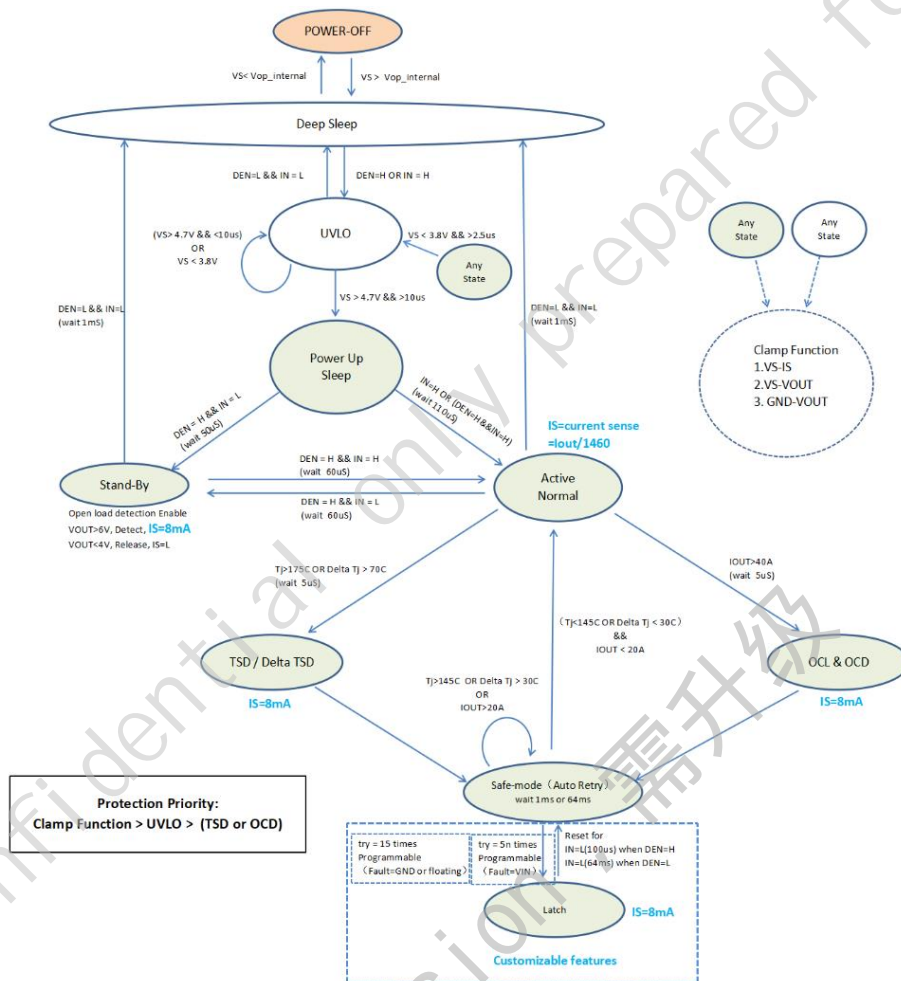 POWER-OFF
VS< Vop_internal
VS> Vop_internal
Deep Sleep
DEN=L && IN = L
DEN=H OR IN = H
(VS> 4.7V && <10us)
OR
VS < 3.8V
UVLO
VS < 3.8V && >2.5us
Any
State
Any
State
Any
State
VS > 4.7V && >10us
DEN=L && IN=L
(wait 1mS)
DEN=L && IN=L
(wait 1mS)
Clamp Function
1.VS-IS
2.VS-VOUT
3. GND-VOUT
Power Up
Sleep
DEN = H && IN = L
(wait 50uS)
IN=H OR (DEN=H&&IN=H)
(wait 110uS)
IS=current sense
=iout/1460
Stand-By
DEN = H && IN = H
(wait 60uS)
DEN = H && IN = L
(wait 60uS)
Active
Normal
Open load detection Enable
VOUT>6V, Detect, IS=8mA
VOUT<4V, Release, IS=L
Tj>175C OR Delta Tj > 70C
(wait 5uS)
IOUT>40A
(wait 5uS)
（Tj<145C OR Delta Tj < 30C）
&&
IOUT < 20A
TSD / Delta TSD
IS=8mA
OCL & OCD
IS=8mA
Tj>145C OR Delta Tj > 30C
OR
IOUT>20A
Safe-mode（Auto Retry）
wait 1ms or 64ms
Protection Priority:
Clamp Function > UVLO > (TSD or OCD)
try = 15 times
Programmable
（Fault=GND or floating）
try = 5n times
Programmable
（Fault=VIN）
Reset for
IN=L(100us) when DEN=H
IN=L(64ms) when DEN=L
Latch
IS=8mA
Customizable features
nfidential only prepared fo
sion , 需升级